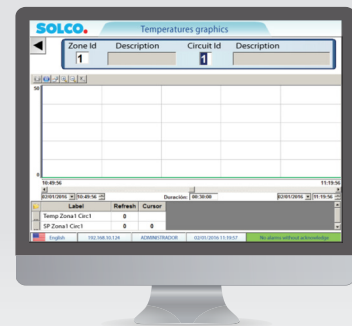 SOLCO.
Temperatures graphics
Zone Id Description Circuit Id Description
1 1
50
0
10:49:56 11:19:56
02/01/2016 10:49:56 Duración: 00:30:00 02/01/2016 11:19:56
Label Refresh Cursor
Temp Zona1 Circ1 0
SP Zona1 Circ1 0 0
English 192.168.10.124 ADMINISTRADOR 02/01/2016 11:19:57 No alarms without acknowledge